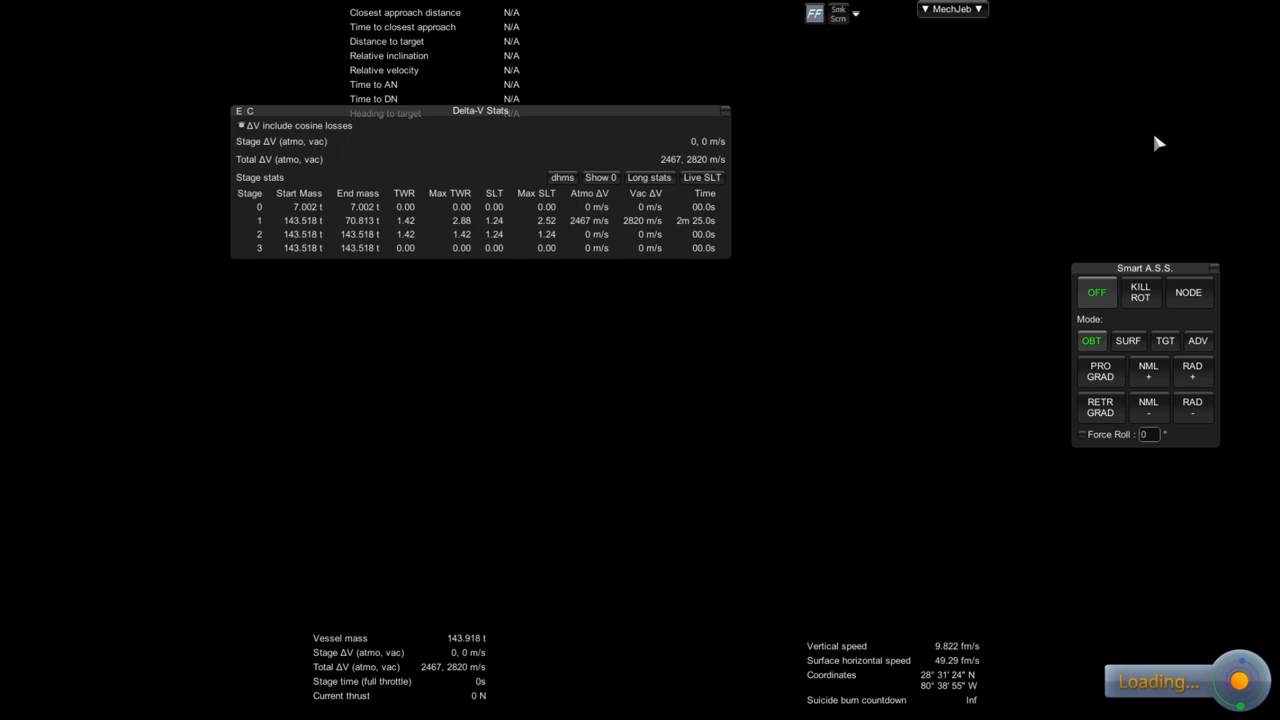 Closest approach distance N/A
Time to closest approach N/A
Distance to target N/A
Relative inclination N/A
Relative velocity N/A
Time to AN N/A
Time to DN N/A
Heading to target N/A
FF
Smk
Scrn
▼ MechJeb ▼
E C Delta-V Stats
ΔV include cosine losses
Stage ΔV (atmo, vac) 0, 0 m/s
Total ΔV (atmo, vac) 2467, 2820 m/s
Stage stats dhms Show 0 Long stats Live SLT
Stage Start Mass End mass TWR Max TWR SLT Max SLT Atmo ΔV Vac ΔV Time
0 7.002 t 7.002 t 0.00 0.00 0.00 0.00 0 m/s 0 m/s 00.0s
1 143.518 t 70.813 t 1.42 2.88 1.24 2.52 2467 m/s 2820 m/s 2m 25.0s
2 143.518 t 143.518 t 1.42 1.42 1.24 1.24 0 m/s 0 m/s 00.0s
3 143.518 t 143.518 t 0.00 0.00 0.00 0.00 0 m/s 0 m/s 00.0s
Smart A.S.S.
OFF KILL ROT NODE
Mode:
OBT SURF TGT ADV
PRO GRAD NML + RAD +
RETR GRAD NML - RAD -
Force Roll : 0 °
Vessel mass 143.918 t
Stage ΔV (atmo, vac) 0, 0 m/s
Total ΔV (atmo, vac) 2467, 2820 m/s
Stage time (full throttle) 0s
Current thrust 0 N
Vertical speed 9.822 fm/s
Surface horizontal speed 49.29 fm/s
Coordinates 28° 31' 24" N
80° 38' 55" W
Suicide burn countdown Inf
Loading...